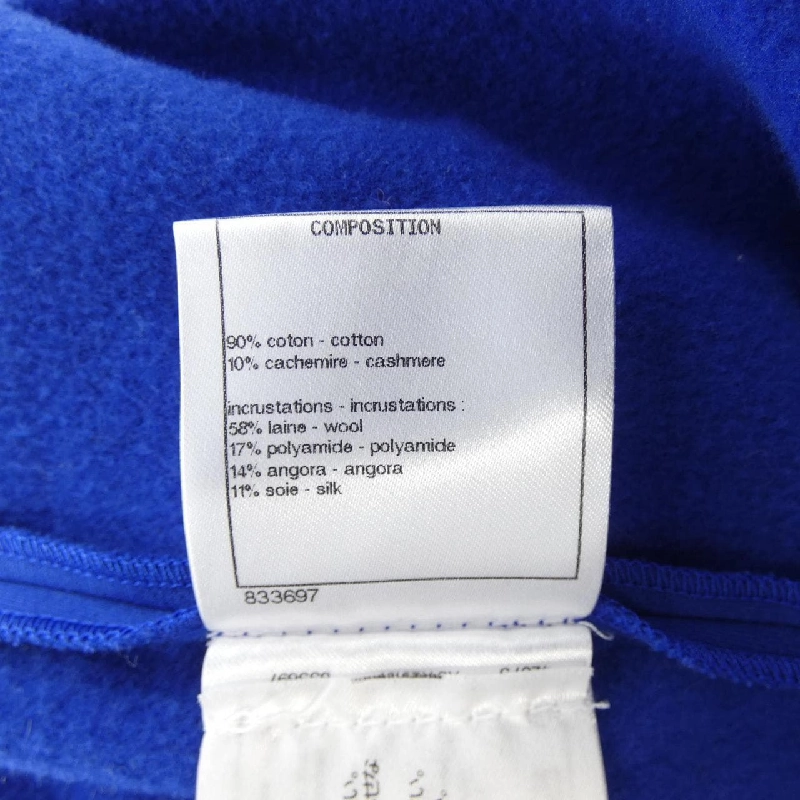 COMPOSITION
90% coton - cotton
10% cachemire - cashmere
incrustations - incrustations :
58% laine - wool
17% polyamide - polyamide
14% angora - angora
11% soie - silk
833697